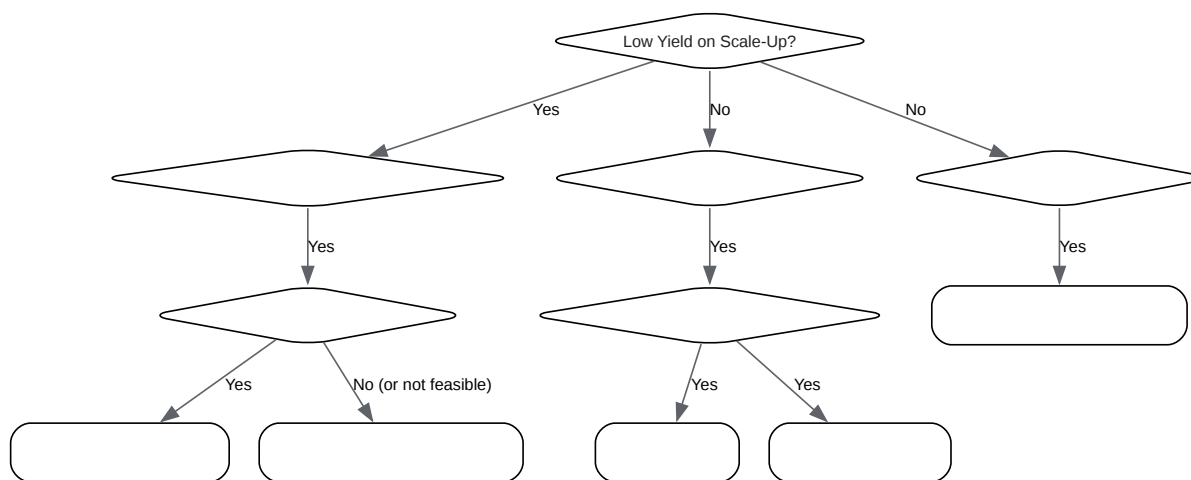 Low Yield on Scale-Up?
Yes
No
No
Yes
Yes
Yes
Yes
No (or not feasible)
Yes
Yes